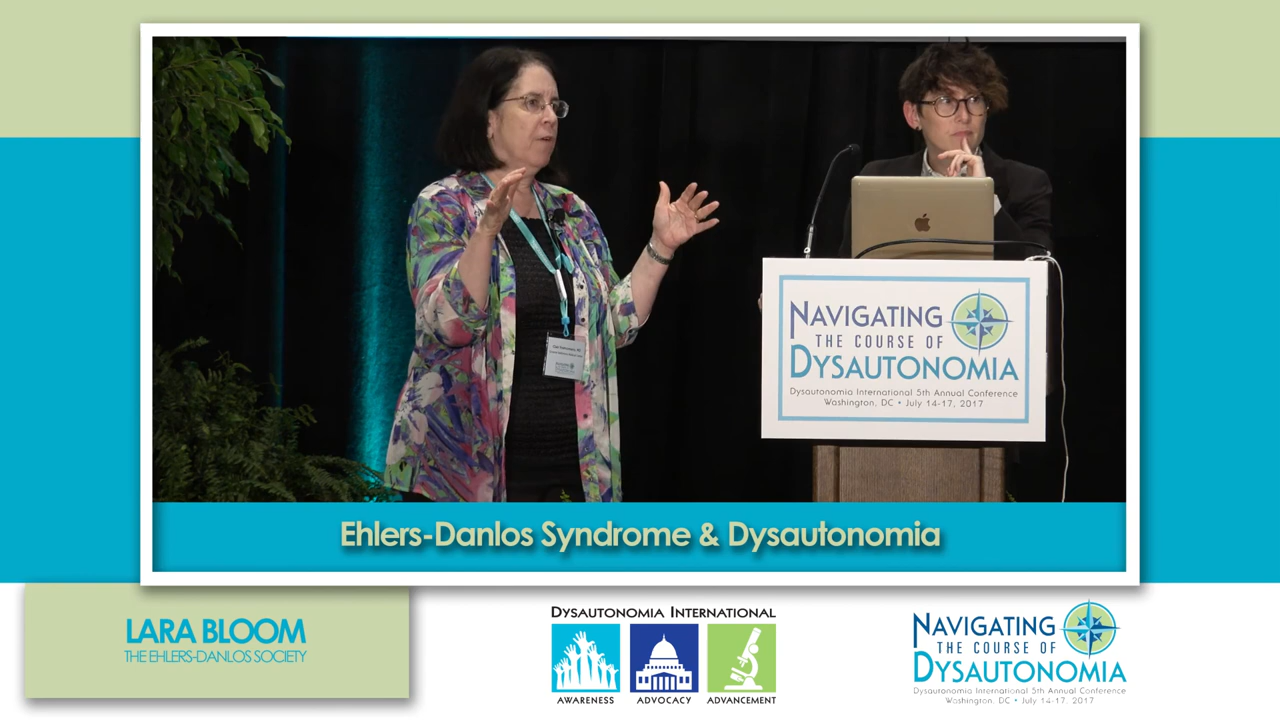 NAVIGATING
THE COURSE OF
DYSAUTONOMIA
Dysautonomia International 5th Annual Conference
Washington, DC • July 14-17, 2017
Ehlers-Danlos Syndrome & Dysautonomia
LARA BLOOM
THE EHLERS-DANLOS SOCIETY
DYSAUTONOMIA INTERNATIONAL
AWARENESS
ADVOCACY
ADVANCEMENT
NAVIGATING
THE COURSE OF
DYSAUTONOMIA
Dysautonomia International 5th Annual Conference
Washington, DC • July 14-17, 2017